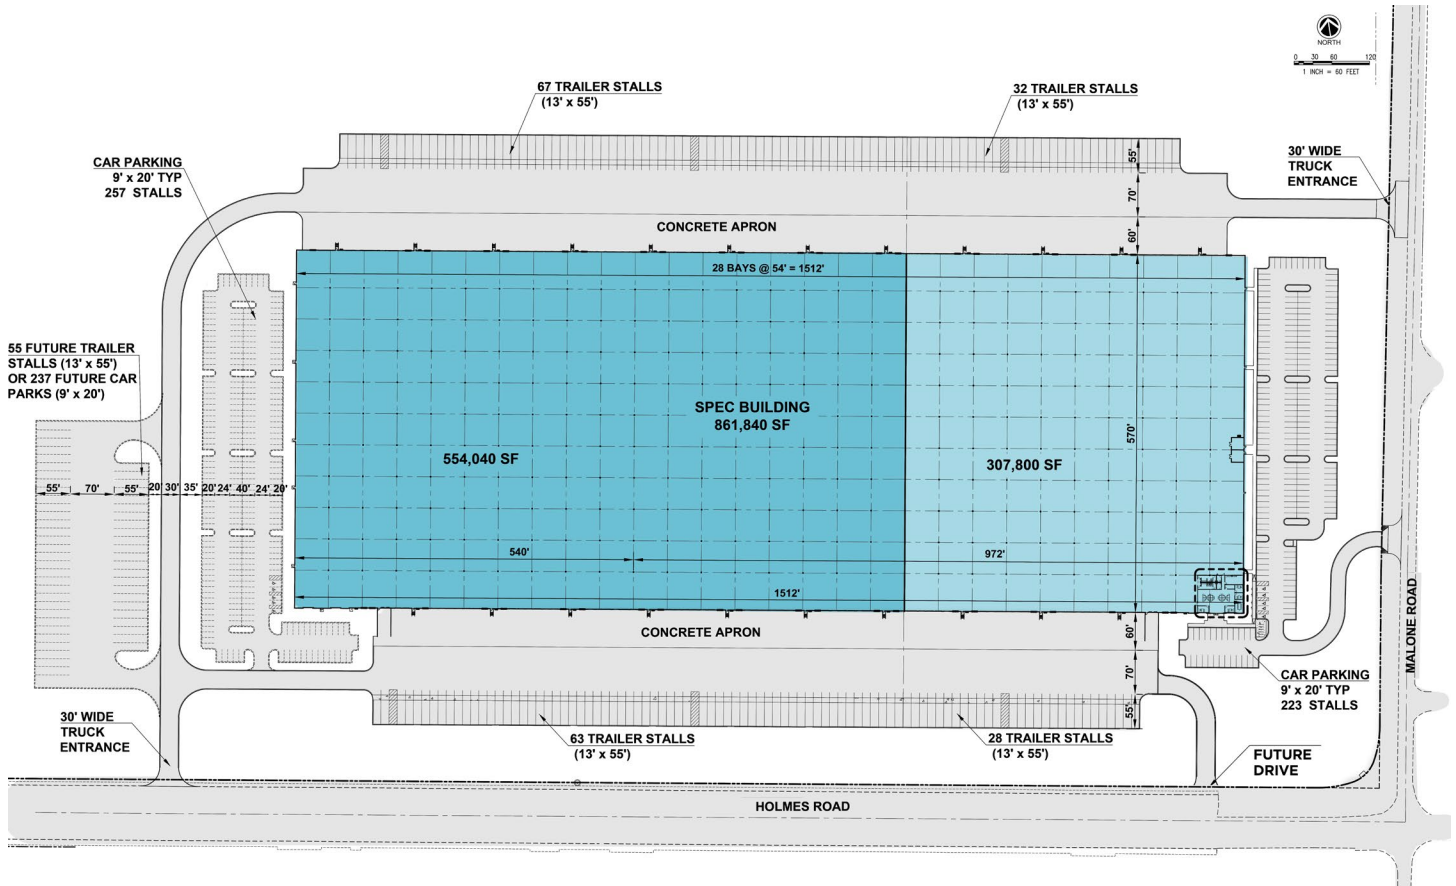 NORTH
0 30 60 120
1 INCH = 60 FEET
67 TRAILER STALLS
(13' x 55')
32 TRAILER STALLS
(13' x 55')
CAR PARKING
9' x 20' TYP
257 STALLS
30' WIDE
TRUCK
ENTRANCE
55'
70'
60'
CONCRETE APRON
28 BAYS @ 54' = 1512'
55 FUTURE TRAILER
STALLS (13' x 55')
OR 237 FUTURE CAR
PARKS (9' x 20')
SPEC BUILDING
861,840 SF
554,040 SF
307,800 SF
570'
55' 70' 55' 20' 30' 35' 20' 24' 40' 24' 20'
540'
972'
1512'
CONCRETE APRON
60'
70'
55'
MALONE ROAD
CAR PARKING
9' x 20' TYP
223 STALLS
30' WIDE
TRUCK
ENTRANCE
63 TRAILER STALLS
(13' x 55')
28 TRAILER STALLS
(13' x 55')
FUTURE
DRIVE
HOLMES ROAD